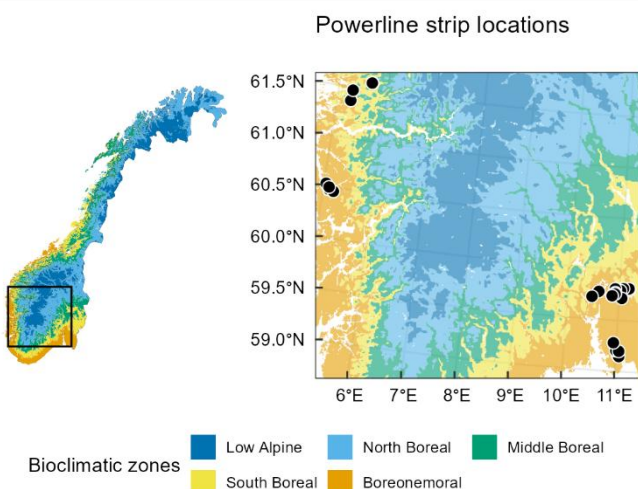 Powerline strip locations
61.5°N
61.0°N
60.5°N
60.0°N
59.5°N
59.0°N
6°E 7°E 8°E 9°E 10°E 11°E
Bioclimatic zones
Low Alpine North Boreal Middle Boreal
South Boreal Boreonemoral